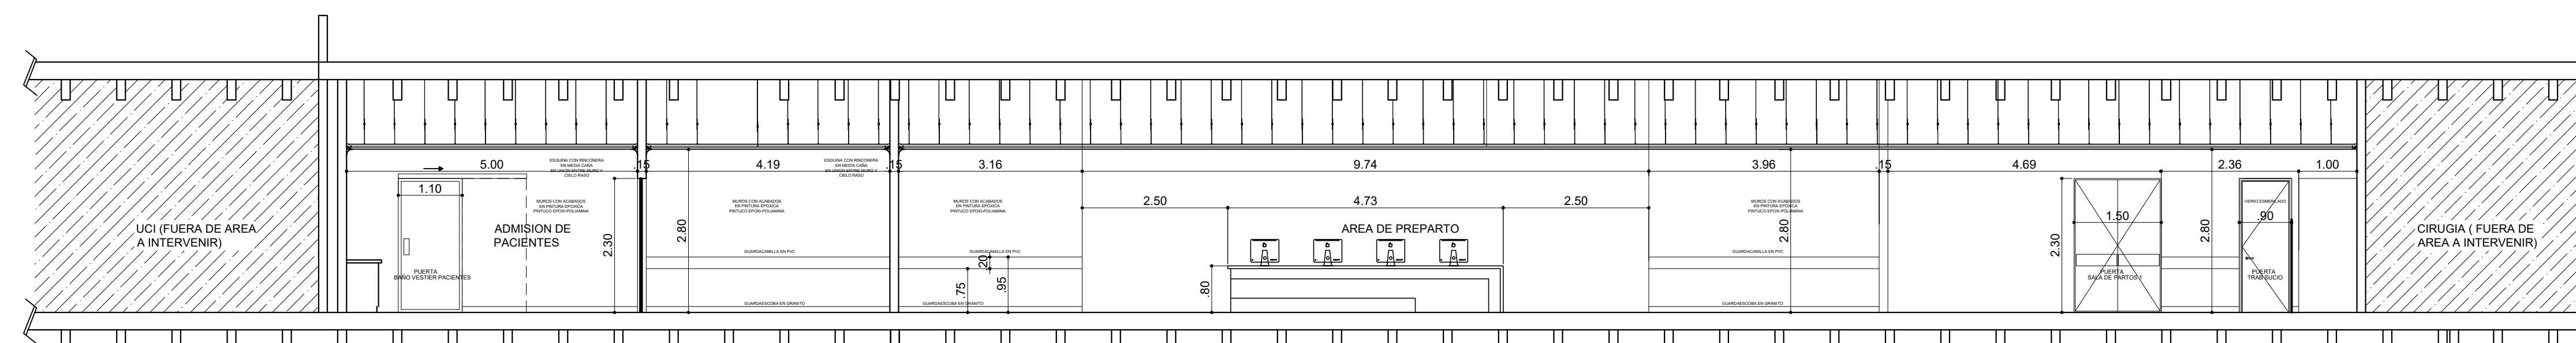 5.00
.15
4.19
.15
3.16
9.74
3.96
.15
4.69
2.36
1.00
ESQUINA CON RINCONERA
EN MEDIA CAÑA
EN UNION ENTRE MURO Y
CIELO RASO
ESQUINA CON RINCONERA
EN MEDIA CAÑA
EN UNION ENTRE MURO Y
CIELO RASO
1.10
MUROS CON ACABADOS
EN PINTURA EPOXICA
PINTUCO EPOXI-POLIAMINA
MUROS CON ACABADOS
EN PINTURA EPOXICA
PINTUCO EPOXI-POLIAMINA
MUROS CON ACABADOS
EN PINTURA EPOXICA
PINTUCO EPOXI-POLIAMINA
2.50
4.73
2.50
MUROS CON ACABADOS
EN PINTURA EPOXICA
PINTUCO EPOXI-POLIAMINA
VIDRIO ESMERILADO
1.50
.90
UCI (FUERA DE AREA
A INTERVENIR)
ADMISION DE
PACIENTES
2.30
2.80
AREA DE PREPARTO
2.80
2.30
2.80
CIRUGIA ( FUERA DE
AREA A INTERVENIR)
GUARDACAMILLA EN PVC
GUARDACAMILLA EN PVC
GUARDACAMILLA EN PVC
.20
.75
.95
.80
PUERTA
BAÑO VESTIER PACIENTES
PUERTA
SALA DE PARTOS 1
PUERTA
TRAB SUCIO
GUARDAESCOBA EN GRANITO
GUARDAESCOBA EN GRANITO
GUARDAESCOBA EN GRANITO